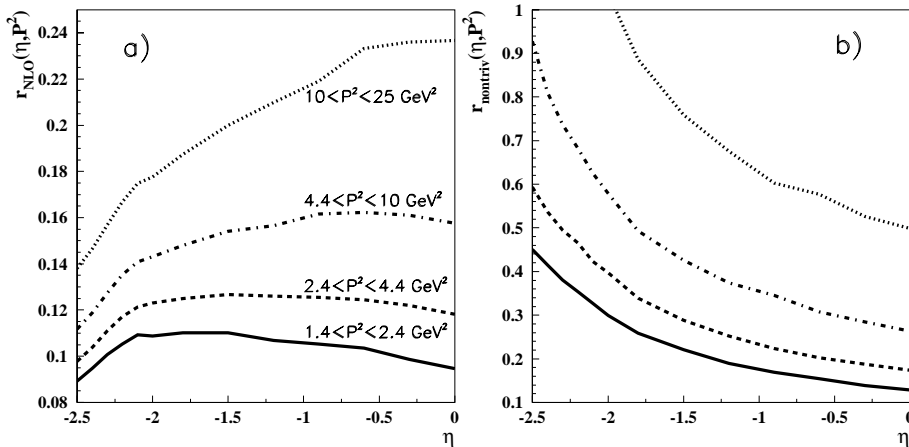 r_NLO(η,P²)
0.24
0.22
0.2
0.18
0.16
0.14
0.12
0.1
0.08
a)
10<P²<25 GeV²
4.4<P²<10 GeV²
2.4<P²<4.4 GeV²
1.4<P²<2.4 GeV²
-2.5 -2 -1.5 -1 -0.5 0
η
r_nontriv(η,P²)
1
0.9
0.8
0.7
0.6
0.5
0.4
0.3
0.2
0.1
b)
-2.5 -2 -1.5 -1 -0.5 0
η